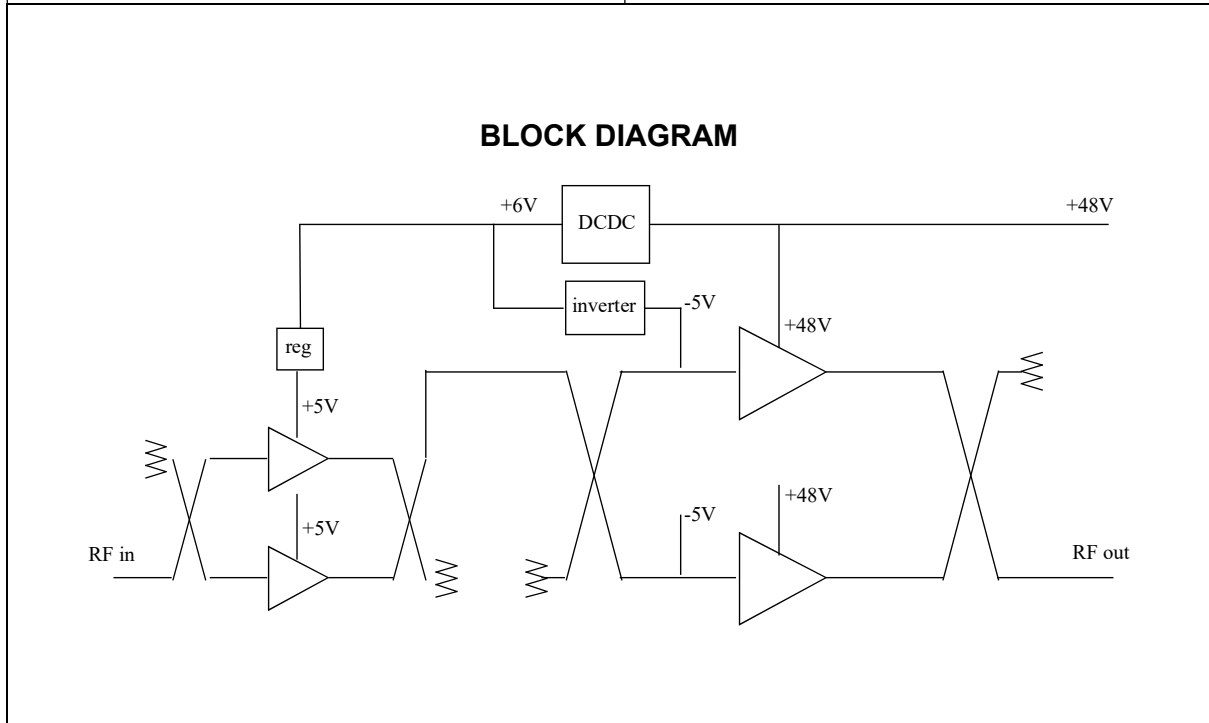 BLOCK DIAGRAM
+6V
DCDC
+48V
inverter
-5V
+48V
reg
+5V
+5V
-5V
+48V
RF in
RF out